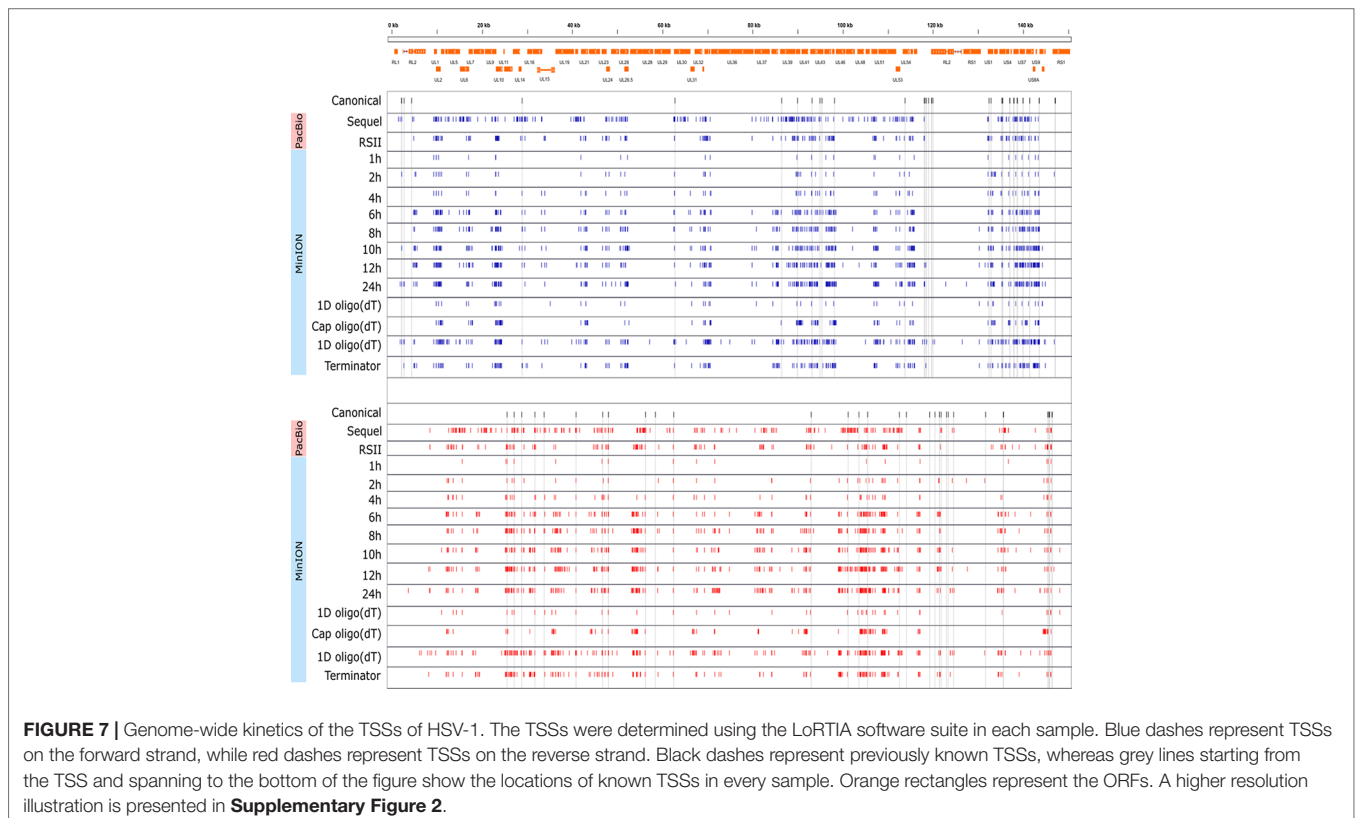 0 kb 20 kb 40 kb 60 kb 80 kb 100 kb 120 kb 140 kb
RL1 RL2 UL1 UL5 UL7 UL9 UL11 UL16 UL19 UL21 UL23 UL26 UL28 UL29 UL30 UL32 UL36 UL37 UL39 UL41 UL43 UL46 UL48 UL51 UL54 RL2 RS1 US1 US4 US7 US9 RS1
UL2 UL6 UL10 UL14 UL15 UL24 UL26.5 UL31 UL53 US8A
Canonical
PacBio
Sequel
RSII
MinION
1h
2h
4h
6h
8h
10h
12h
24h
1D oligo(dT)
Cap oligo(dT)
1D oligo(dT)
Terminator
Canonical
PacBio
Sequel
RSII
MinION
1h
2h
4h
6h
8h
10h
12h
24h
1D oligo(dT)
Cap oligo(dT)
1D oligo(dT)
Terminator
FIGURE 7 | Genome-wide kinetics of the TSSs of HSV-1. The TSSs were determined using the LoRTIA software suite in each sample. Blue dashes represent TSSs
on the forward strand, while red dashes represent TSSs on the reverse strand. Black dashes represent previously known TSSs, whereas grey lines starting from
the TSS and spanning to the bottom of the figure show the locations of known TSSs in every sample. Orange rectangles represent the ORFs. A higher resolution
illustration is presented in Supplementary Figure 2.